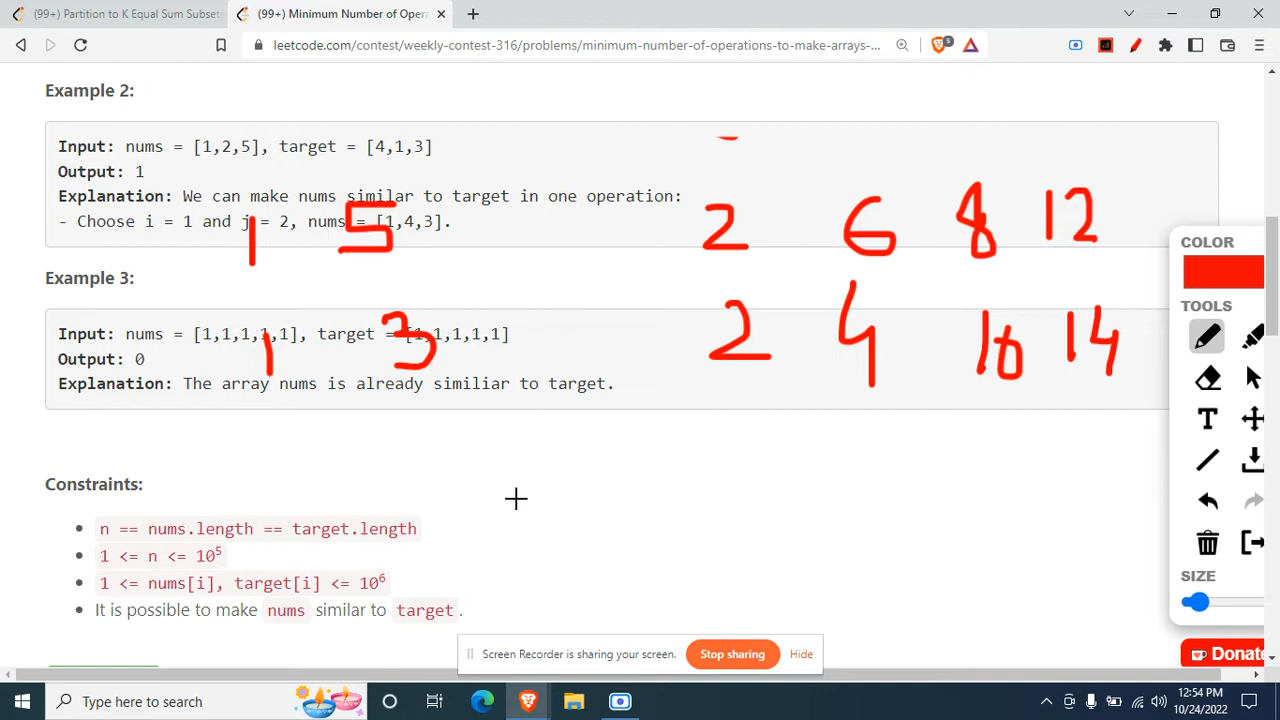 (99+) Partition to K Equal Sum Subsets
(99+) Minimum Number of Opera
leetcode.com/contest/weekly-contest-316/problems/minimum-number-of-operations-to-make-arrays-...
5
Example 2:
Input: nums = [1,2,5], target = [4,1,3]
Output: 1
Explanation: We can make nums similar to target in one operation:
- Choose i = 1 and j = 2, nums = [1,4,3].
1 5 2 6 8 12
Example 3:
Input: nums = [1,1,1,1,1], target = [1,1,1,1,1]
Output: 0
Explanation: The array nums is already similiar to target.
1 3 2 4 10 14
Constraints:
n == nums.length == target.length
1 <= n <= 10⁵
1 <= nums[i], target[i] <= 10⁶
It is possible to make nums similar to target.
COLOR
TOOLS
T
SIZE
Screen Recorder is sharing your screen.
Stop sharing
Hide
Donate
Type here to search
12:54 PM
10/24/2022